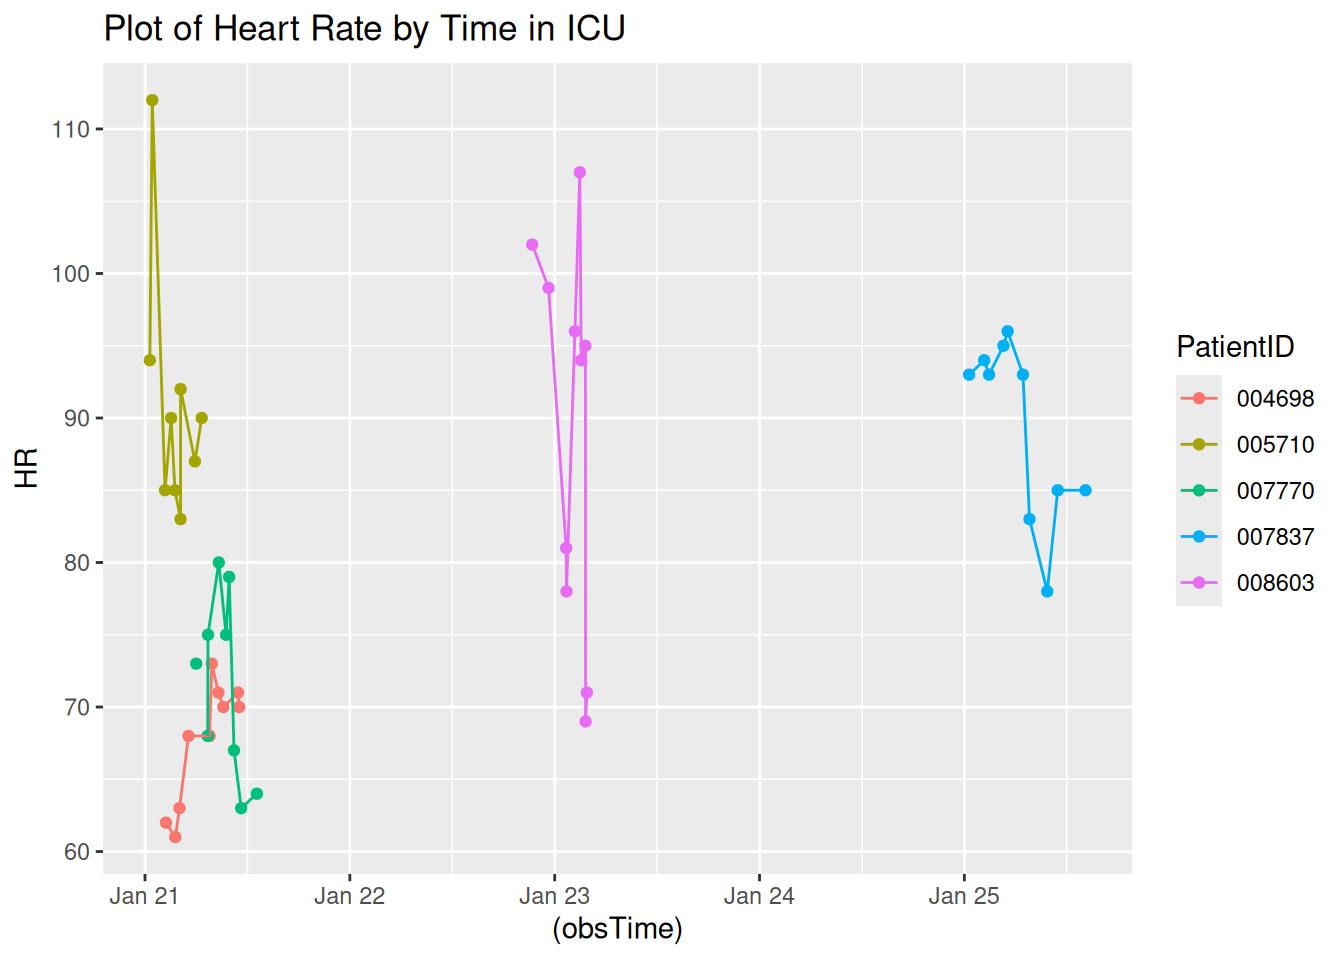 Plot of Heart Rate by Time in ICU
110
100
90
80
70
60
HR
Jan 21 Jan 22 Jan 23 Jan 24 Jan 25
(obsTime)
PatientID
004698
005710
007770
007837
008603